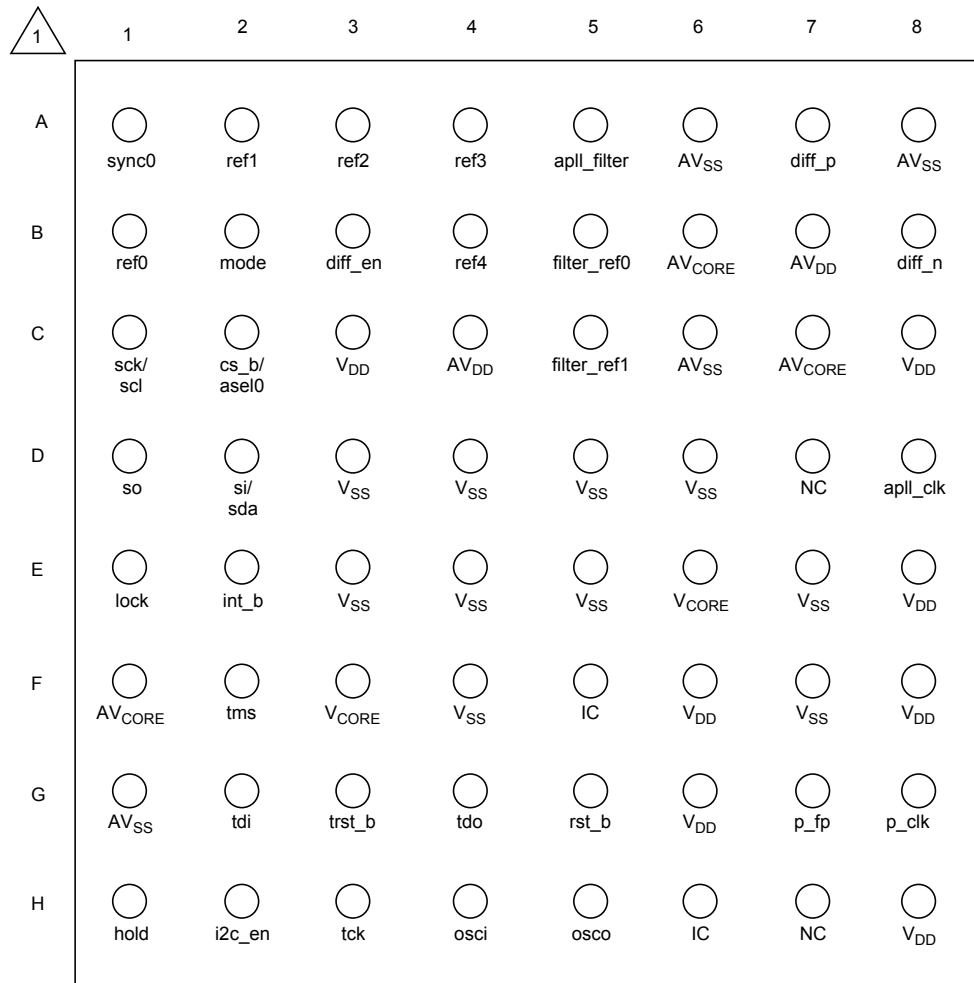 1 1 2 3 4 5 6 7 8
A
sync0 ref1 ref2 ref3 apll_filter AVSS diff_p AVSS
B
ref0 mode diff_en ref4 filter_ref0 AVCORE AVDD diff_n
C
sck/ cs_b/ VDD AVDD filter_ref1 AVSS AVCORE VDD
scl asel0
D
so si/ VSS VSS VSS VSS NC apll_clk
sda
E
lock int_b VSS VSS VSS VCORE VSS VDD
F
AVCORE tms VCORE VSS IC VDD VSS VDD
G
AVSS tdi trst_b tdo rst_b VDD p_fp p_clk
H
hold i2c_en tck osci osco IC NC VDD